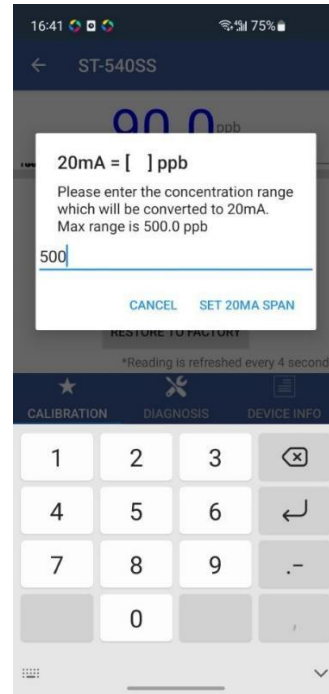 16:41 75%
ST-540SS
90.0 ppb
20mA = [ ] ppb
Please enter the concentration range
which will be converted to 20mA.
Max range is 500.0 ppb
500
CANCEL SET 20MA SPAN
RESTORE TO FACTORY
*Reading is refreshed every 4 second
CALIBRATION DIAGNOSIS DEVICE INFO
1 2 3
4 5 6
7 8 9 .-
0 ,